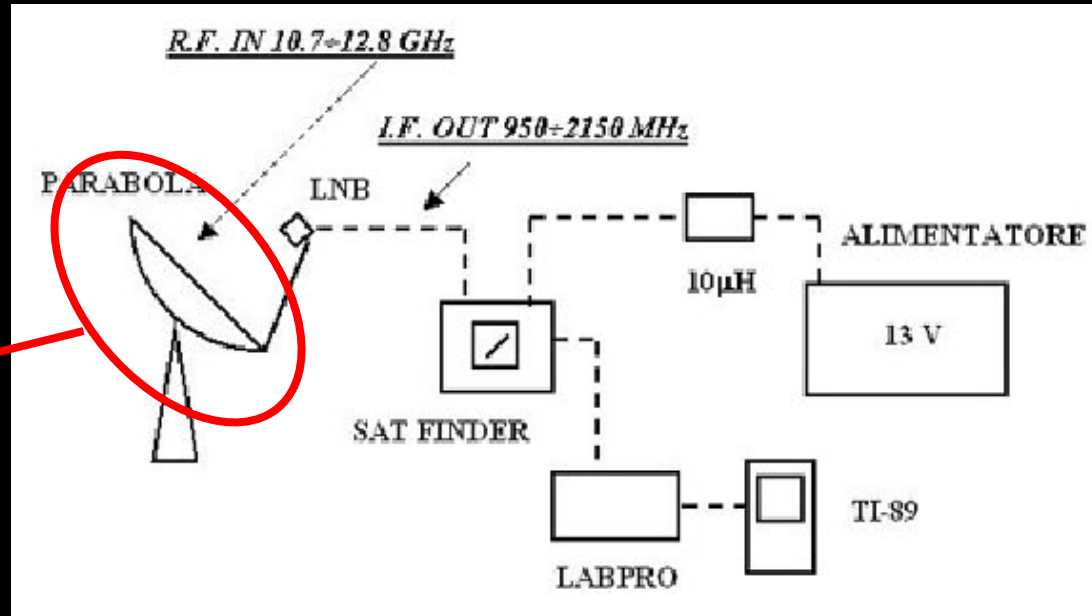 R.F. IN 10.7÷12.8 GHz
I.F. OUT 950÷2150 MHz
PARABOLA
LNB
ALIMENTATORE
10µH
13 V
SAT FINDER
TI-89
LABPRO